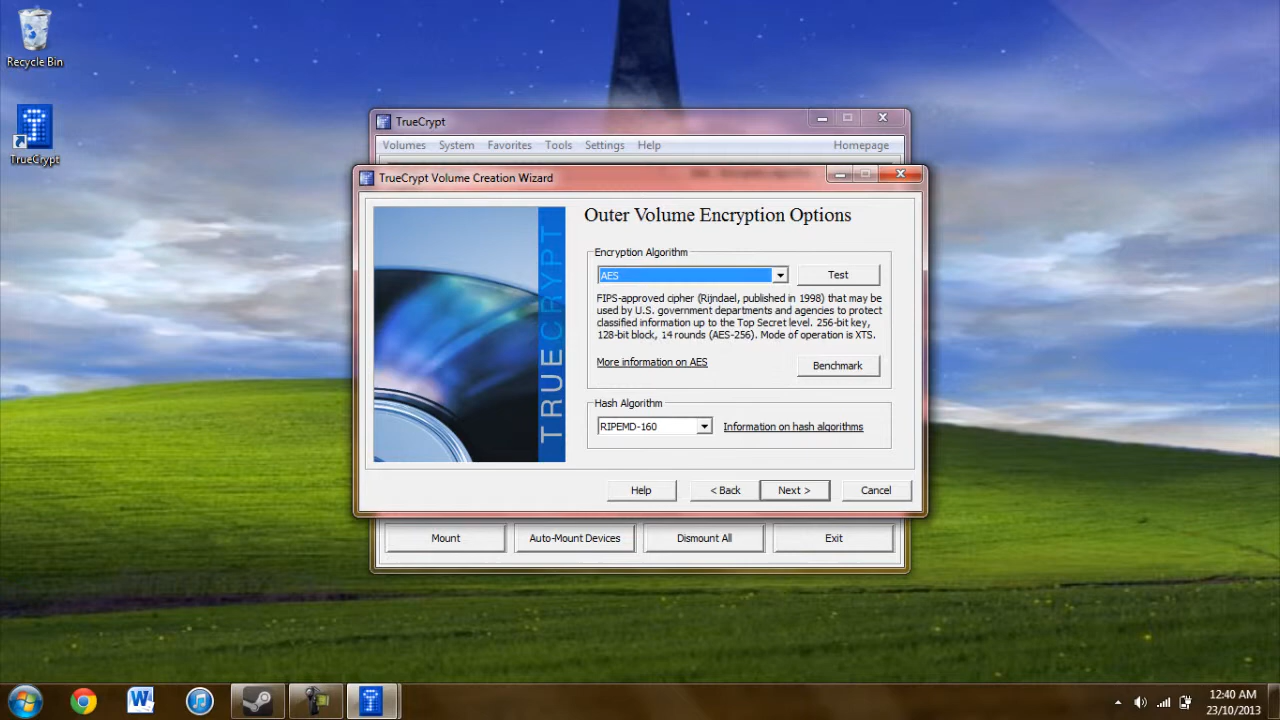 Recycle Bin
TrueCrypt
TrueCrypt
Volumes System Favorites Tools Settings Help Homepage
TrueCrypt Volume Creation Wizard
TRUECRYPT
Outer Volume Encryption Options
Encryption Algorithm
AES
Test
FIPS-approved cipher (Rijndael, published in 1998) that may be
used by U.S. government departments and agencies to protect
classified information up to the Top Secret level. 256-bit key,
128-bit block, 14 rounds (AES-256). Mode of operation is XTS.
More information on AES
Benchmark
Hash Algorithm
RIPEMD-160
Information on hash algorithms
Help
< Back
Next >
Cancel
Mount
Auto-Mount Devices
Dismount All
Exit
12:40 AM
23/10/2013